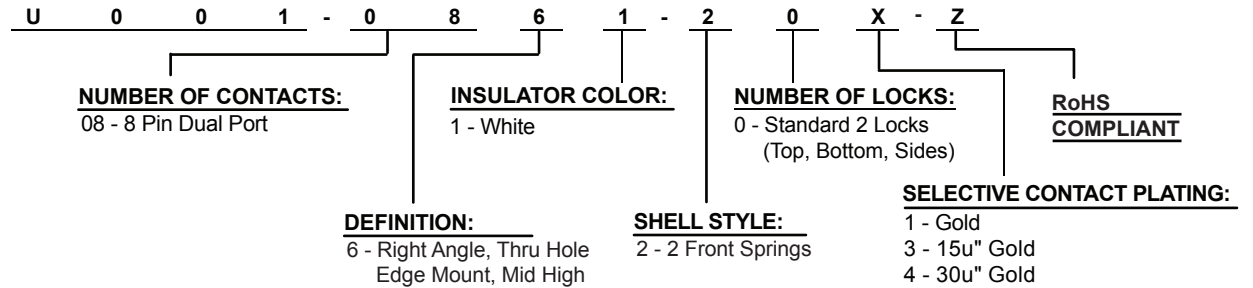 U 0 0 1 - 0 8 6 1 - 2 0 X - Z
NUMBER OF CONTACTS:
08 - 8 Pin Dual Port
INSULATOR COLOR:
1 - White
NUMBER OF LOCKS:
0 - Standard 2 Locks
(Top, Bottom, Sides)
RoHS
COMPLIANT
DEFINITION:
6 - Right Angle, Thru Hole
Edge Mount, Mid High
SHELL STYLE:
2 - 2 Front Springs
SELECTIVE CONTACT PLATING:
1 - Gold
3 - 15u" Gold
4 - 30u" Gold